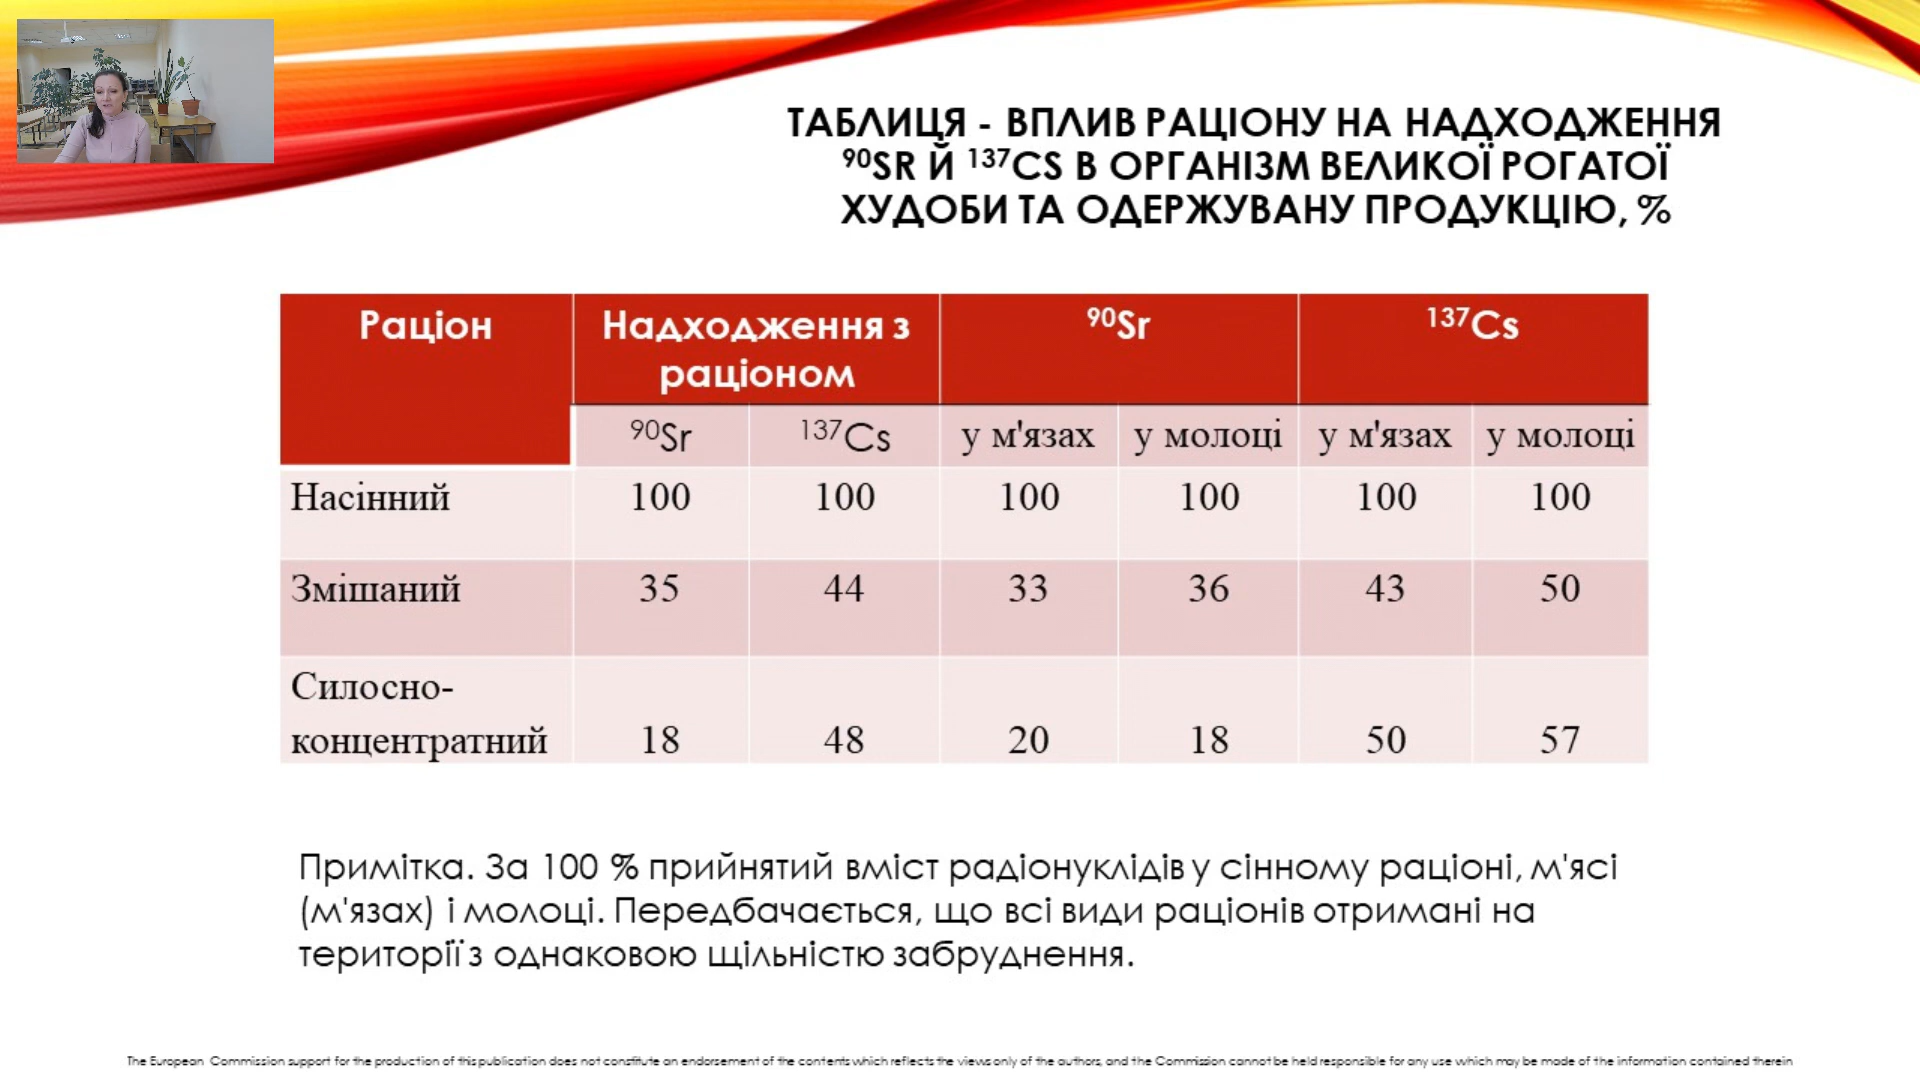 ТАБЛИЦЯ - ВПЛИВ РАЦІОНУ НА НАДХОДЖЕННЯ
⁹⁰SR Й ¹³⁷CS В ОРГАНІЗМ ВЕЛИКОЇ РОГАТОЇ
ХУДОБИ ТА ОДЕРЖУВАНУ ПРОДУКЦІЮ, %
Раціон Надходження з раціоном ⁹⁰Sr ¹³⁷Cs
⁹⁰Sr ¹³⁷Cs у м'язах у молоці у м'язах у молоці
Насінний 100 100 100 100 100 100
Змішаний 35 44 33 36 43 50
Силосно-
концентратний 18 48 20 18 50 57
Примітка. За 100 % прийнятий вміст радіонуклідів у сінному раціоні, м'ясі
(м'язах) і молоці. Передбачається, що всі види раціонів отримані на
території з однаковою щільністю забруднення.
The European Commission support for the production of this publication does not constitute an endorsement of the contents which reflects the views only of the authors, and the Commission cannot be held responsible for any use which may be made of the information contained therein